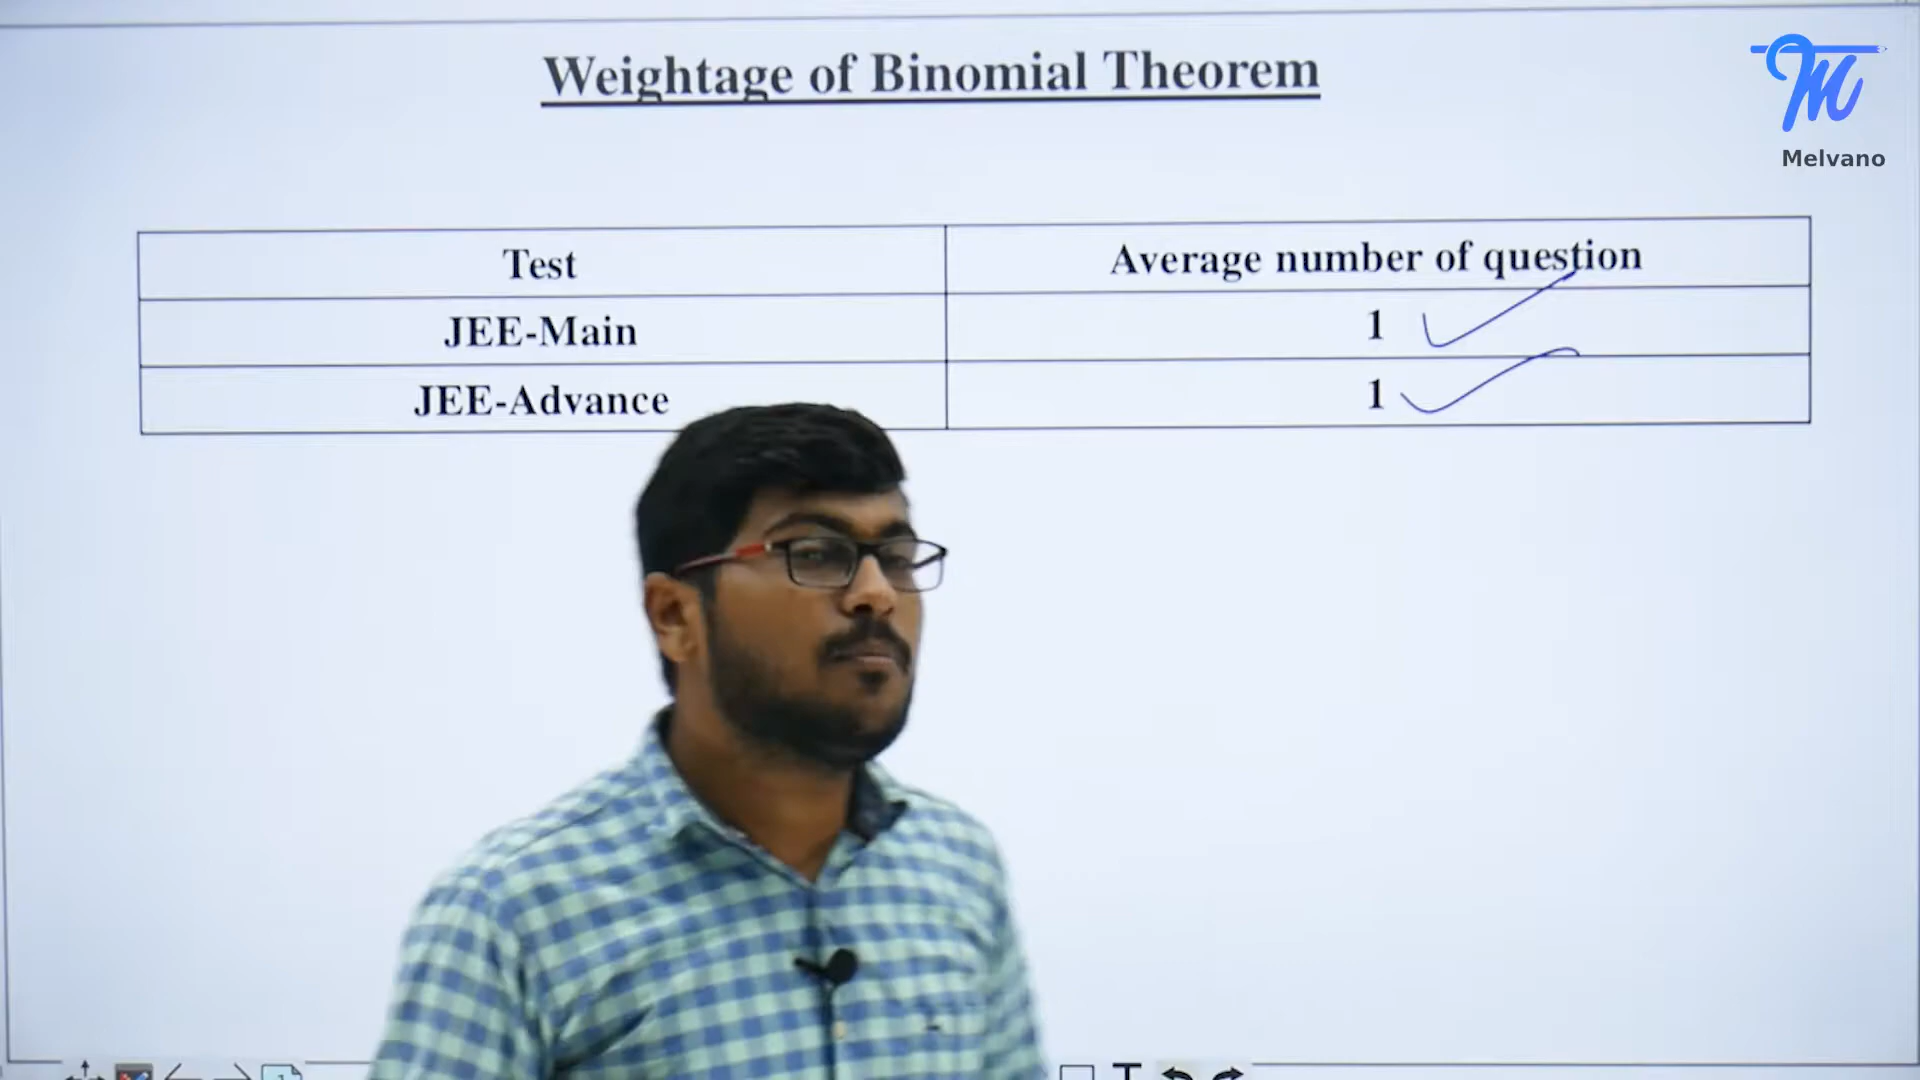 Weightage of Binomial Theorem
Melvano
Test
Average number of question
JEE-Main
1
JEE-Advance
1